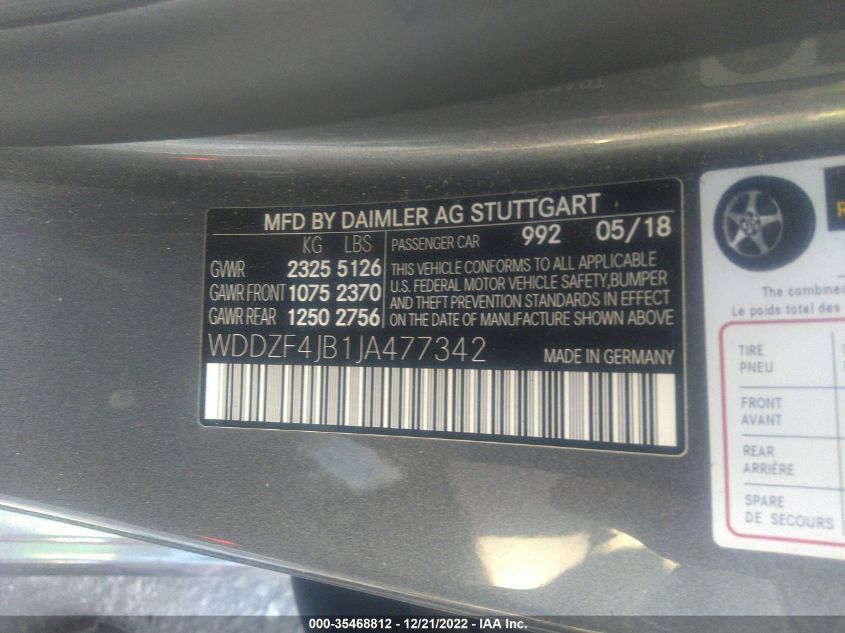 MFD BY DAIMLER AG STUTTGART
KG LBS
GVWR 2325 5126
GAWR FRONT 1075 2370
GAWR REAR 1250 2756
PASSENGER CAR 992 05/18
THIS VEHICLE CONFORMS TO ALL APPLICABLE
U.S. FEDERAL MOTOR VEHICLE SAFETY,BUMPER
AND THEFT PREVENTION STANDARDS IN EFFECT
ON THE DATE OF MANUFACTURE SHOWN ABOVE
WDDZF4JB1JA477342 MADE IN GERMANY
The combined
Le poids total des
TIRE
PNEU
FRONT
AVANT
REAR
ARRIÈRE
SPARE
DE SECOURS
000-35468812 - 12/21/2022 - IAA Inc.